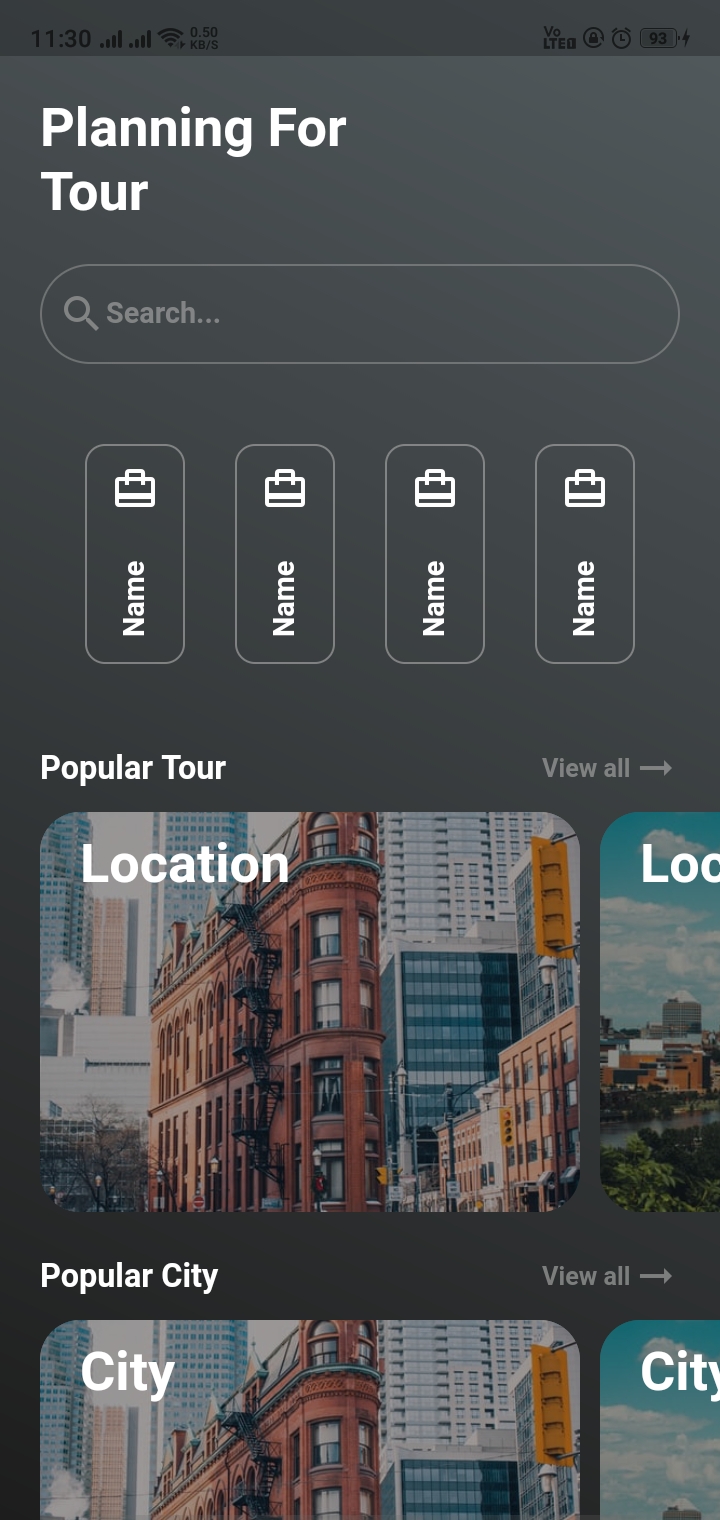 11:30 0.50 KB/S Vo LTE 93
Planning For
Tour
Search...
Name Name Name Name
Popular Tour View all
Location Loc
Popular City View all
City City